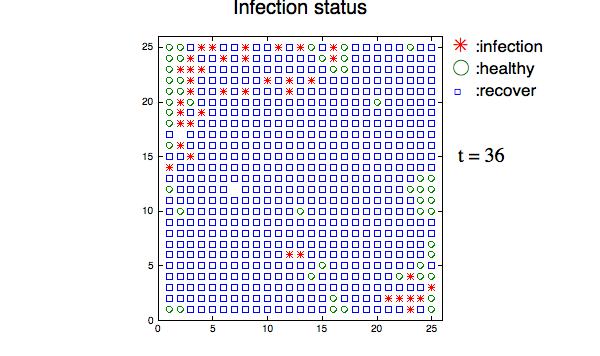 Infection status
:infection
:healthy
:recover
t = 36
25
20
15
10
5
0
0 5 10 15 20 25